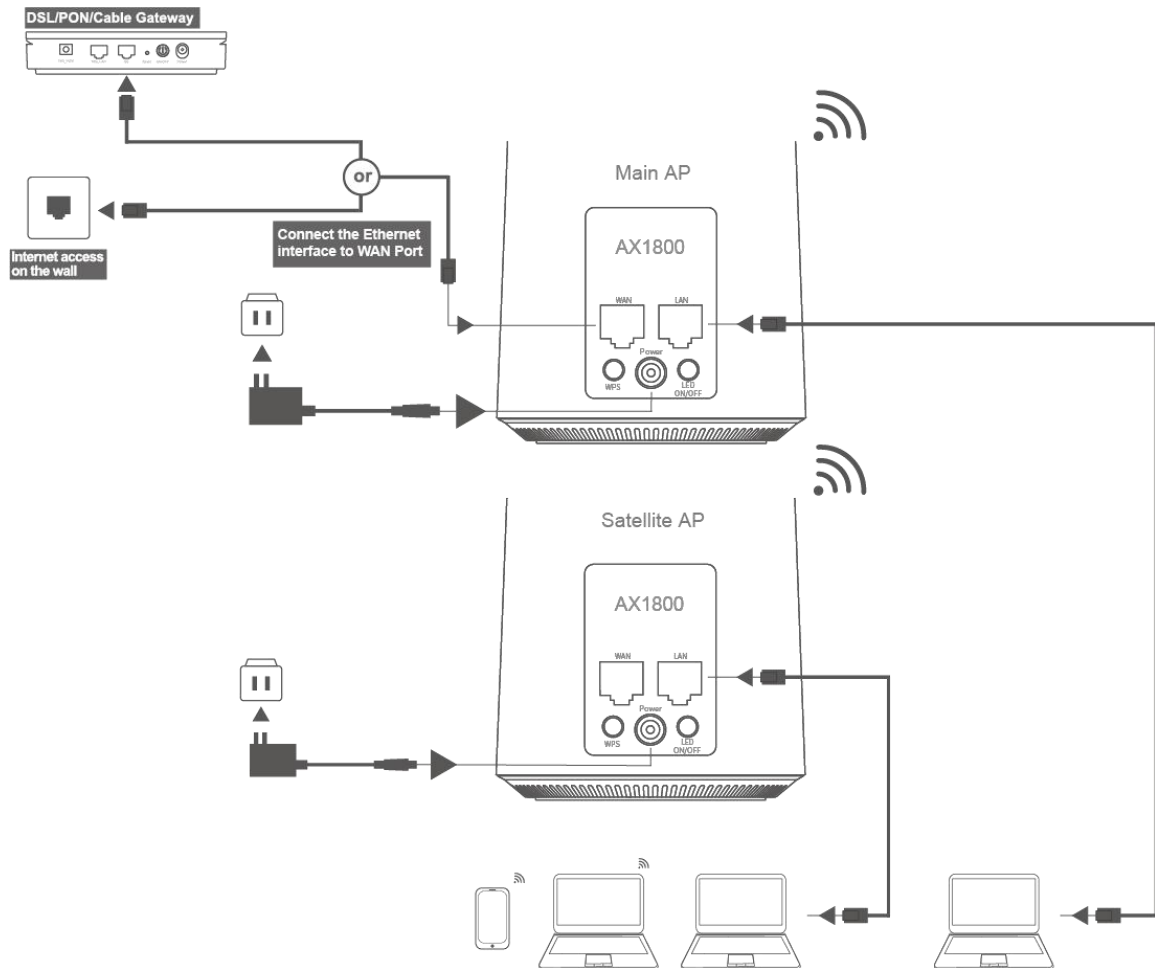 DSL/PON/Cable Gateway
or
Internet access
on the wall
Connect the Ethernet
interface to WAN Port
Main AP
AX1800
WAN
LAN
Power
WPS
LED
ON/OFF
Satellite AP
AX1800
WAN
LAN
Power
WPS
LED
ON/OFF